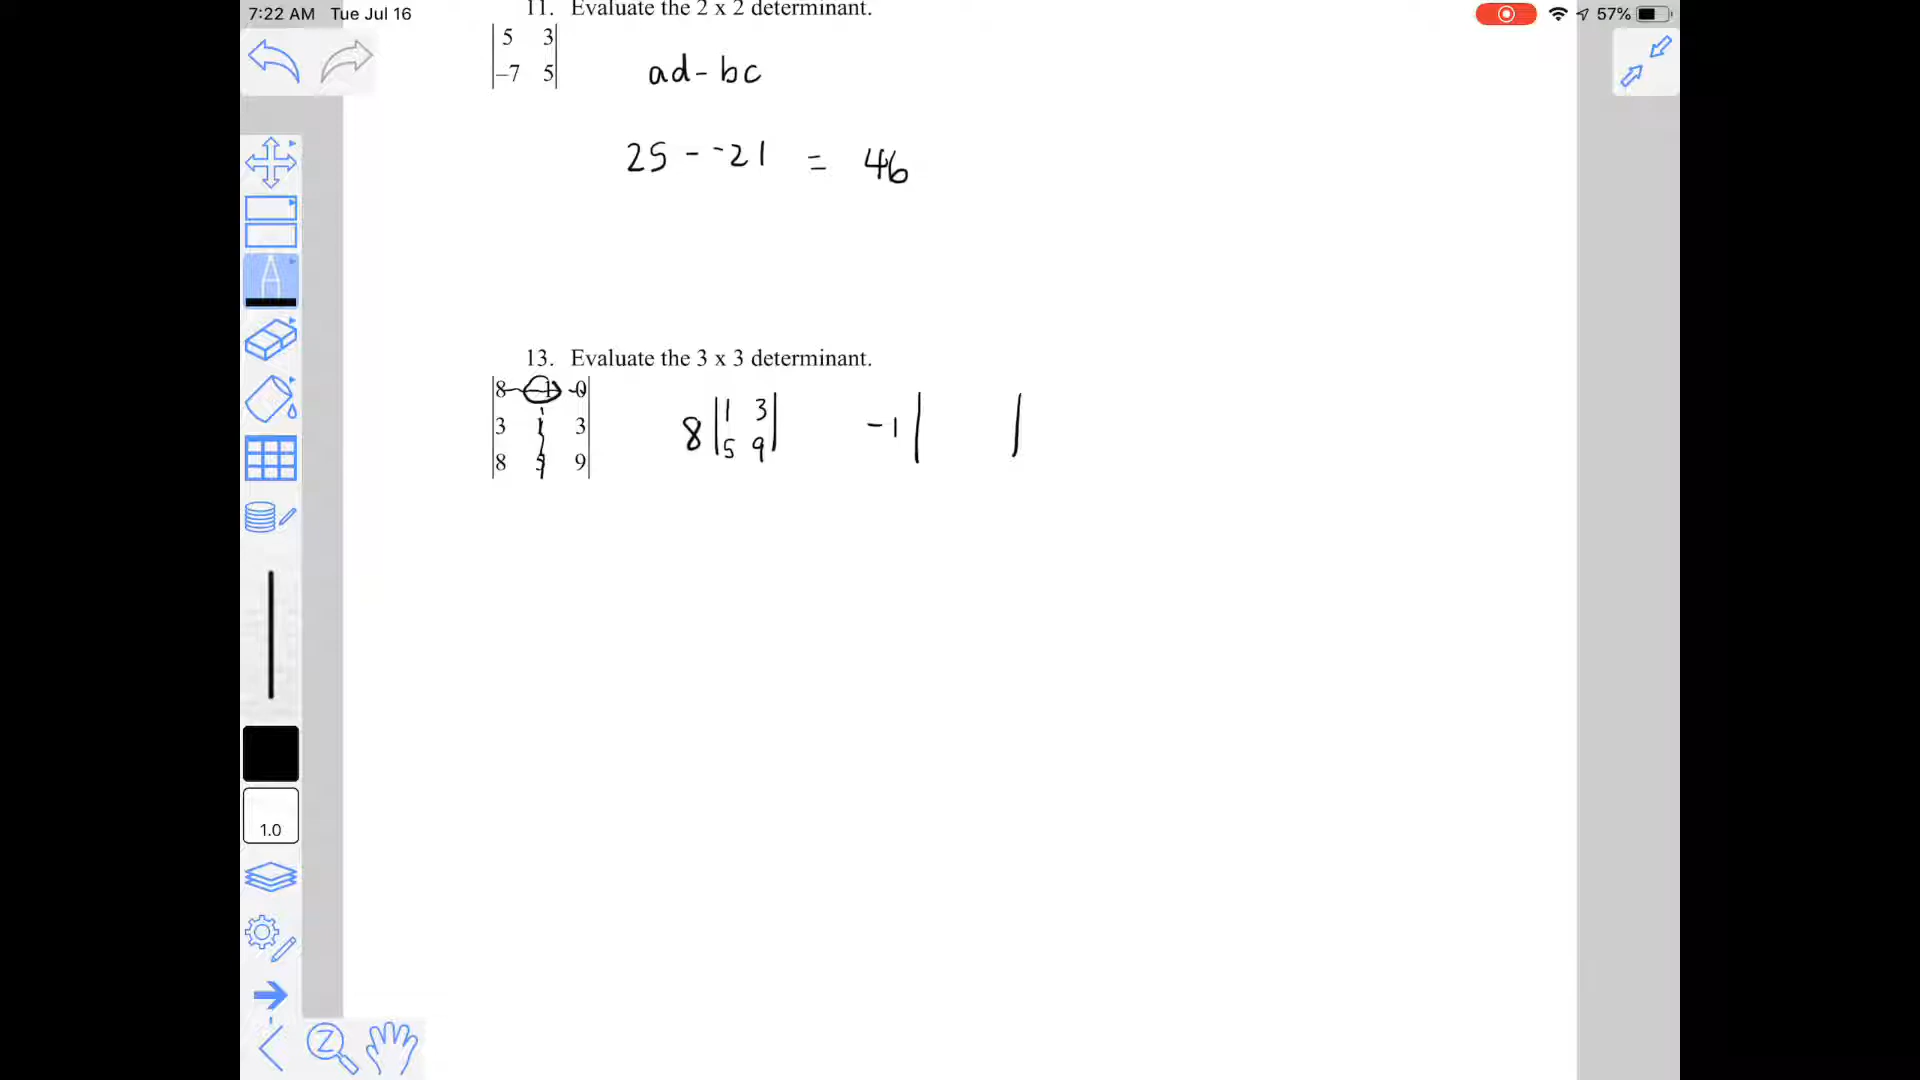 7:22 AM Tue Jul 16 57%
11. Evaluate the 2 x 2 determinant.
5 3
–7 5
ad - bc
25 - -21 = 46
13. Evaluate the 3 x 3 determinant.
8 0
3 1 3
8 5 9
8 | 1 3 | -1 | |
5 9
1.0
Z